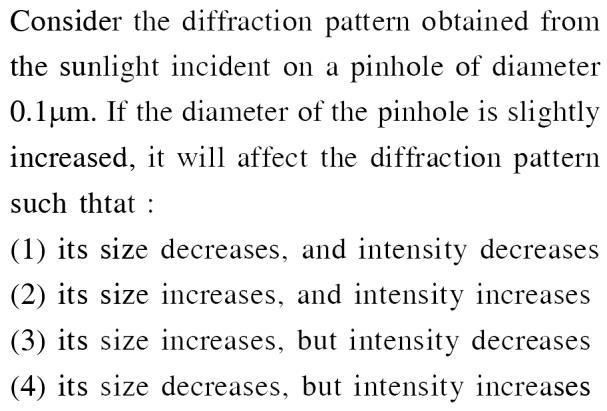 Consider the diffraction pattern obtained from
the sunlight incident on a pinhole of diameter
0.1μm. If the diameter of the pinhole is slightly
increased, it will affect the diffraction pattern
such thtat :
(1) its size decreases, and intensity decreases
(2) its size increases, and intensity increases
(3) its size increases, but intensity decreases
(4) its size decreases, but intensity increases